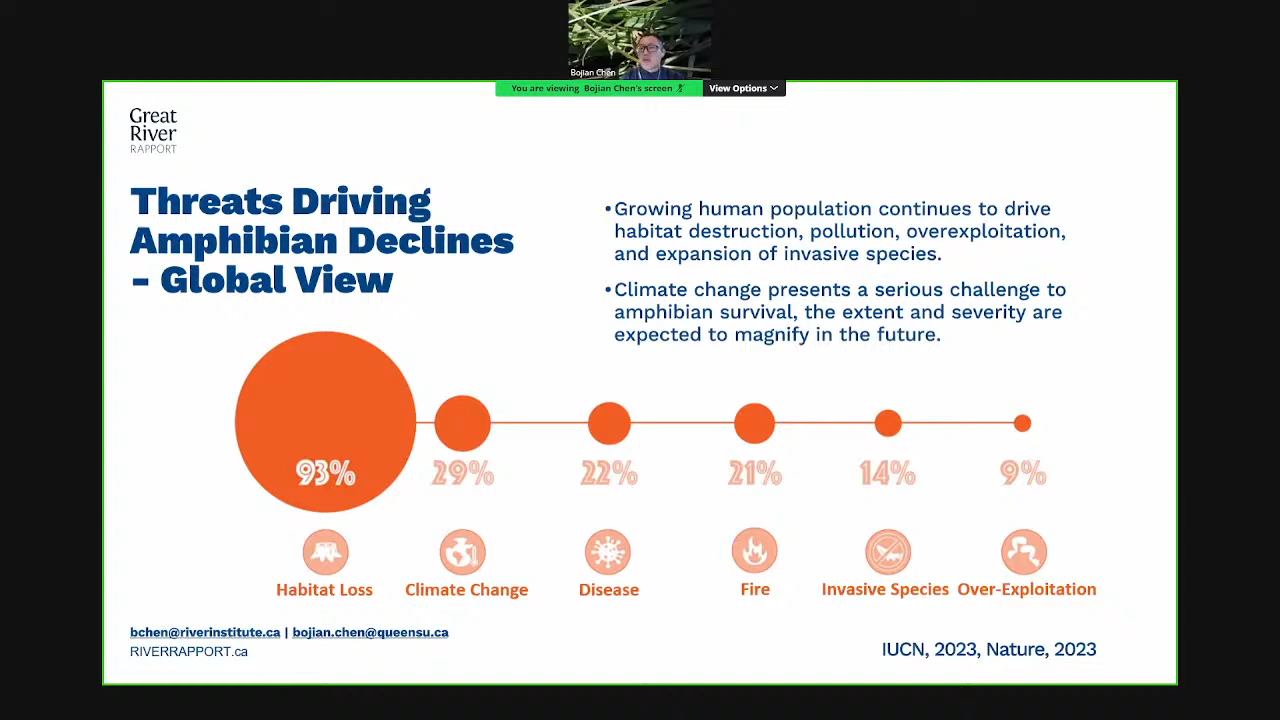 Bojian Chen
You are viewing Bojian Chen's screen
View Options
Great
River
RAPPORT
Threats Driving
Amphibian Declines
- Global View
•Growing human population continues to drive
habitat destruction, pollution, overexploitation,
and expansion of invasive species.
•Climate change presents a serious challenge to
amphibian survival, the extent and severity are
expected to magnify in the future.
93% 29% 22% 21% 14% 9%
Habitat Loss Climate Change Disease Fire Invasive Species Over-Exploitation
bchen@riverinstitute.ca | bojian.chen@queensu.ca
RIVERRAPPORT.ca
IUCN, 2023, Nature, 2023